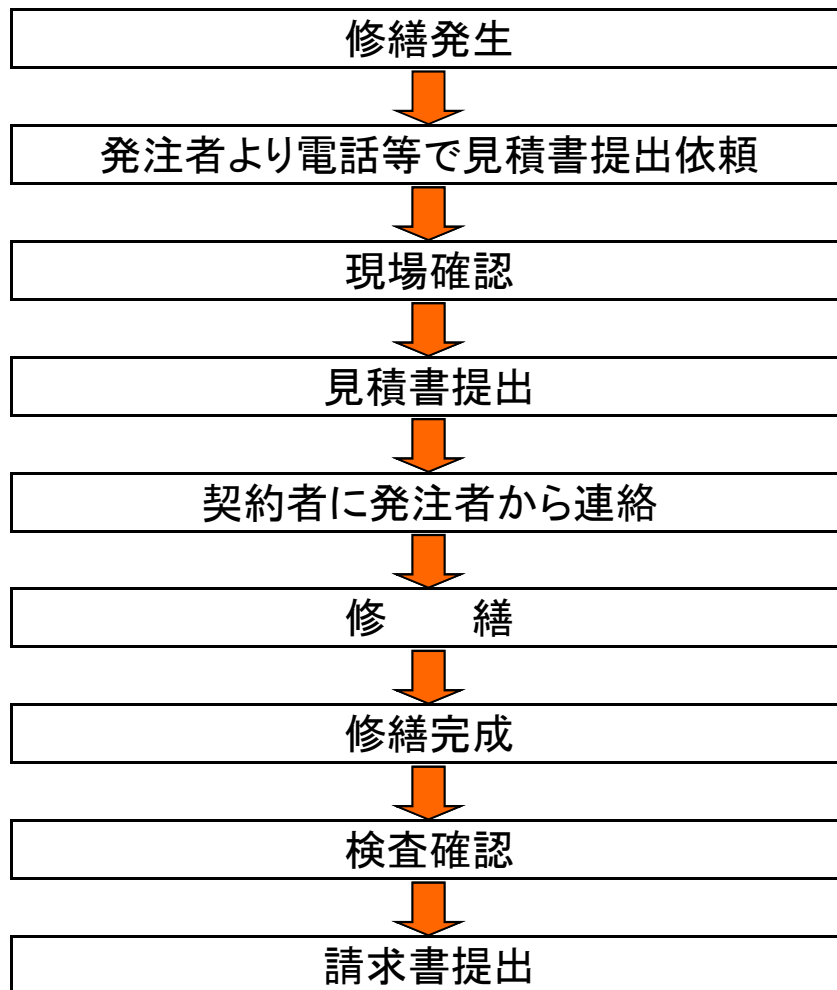 修繕発生
発注者より電話等で見積書提出依頼
現場確認
見積書提出
契約者に発注者から連絡
修　　繕
修繕完成
検査確認
請求書提出